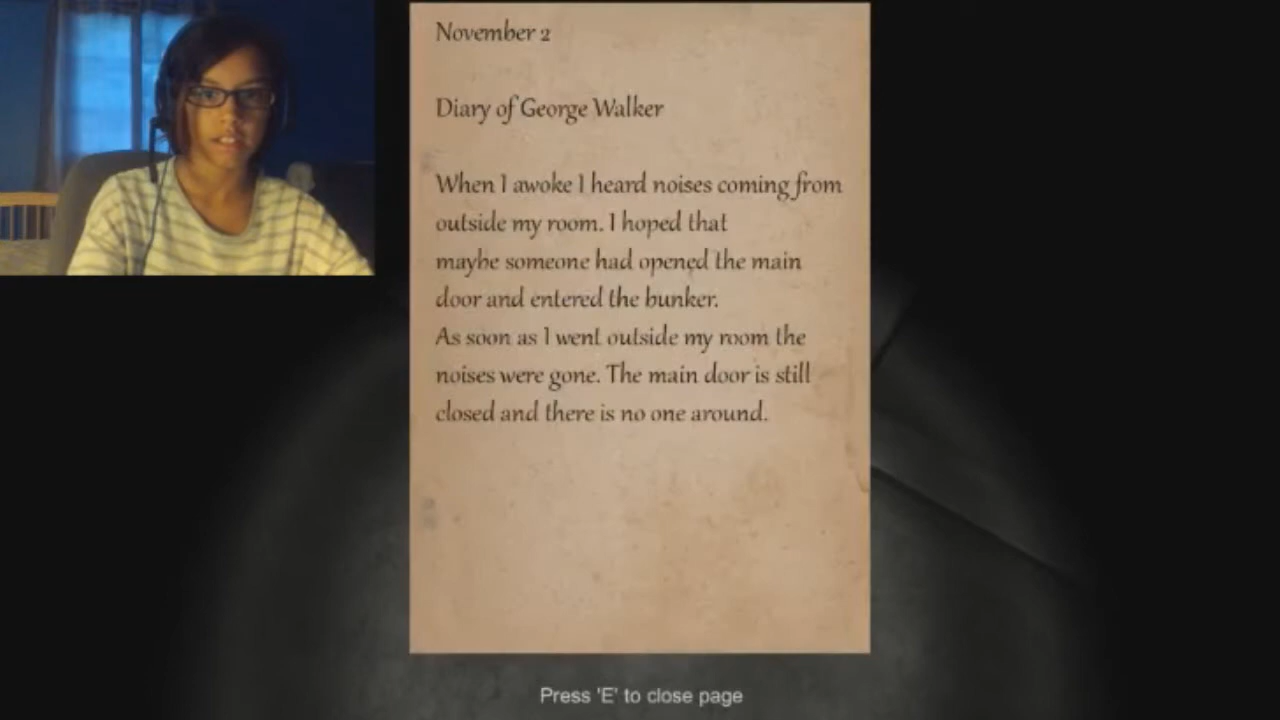 November 2
Diary of George Walker
When I awoke I heard noises coming from
outside my room. I hoped that
maybe someone had opened the main
door and entered the bunker.
As soon as I went outside my room the
noises were gone. The main door is still
closed and there is no one around.
Press 'E' to close page